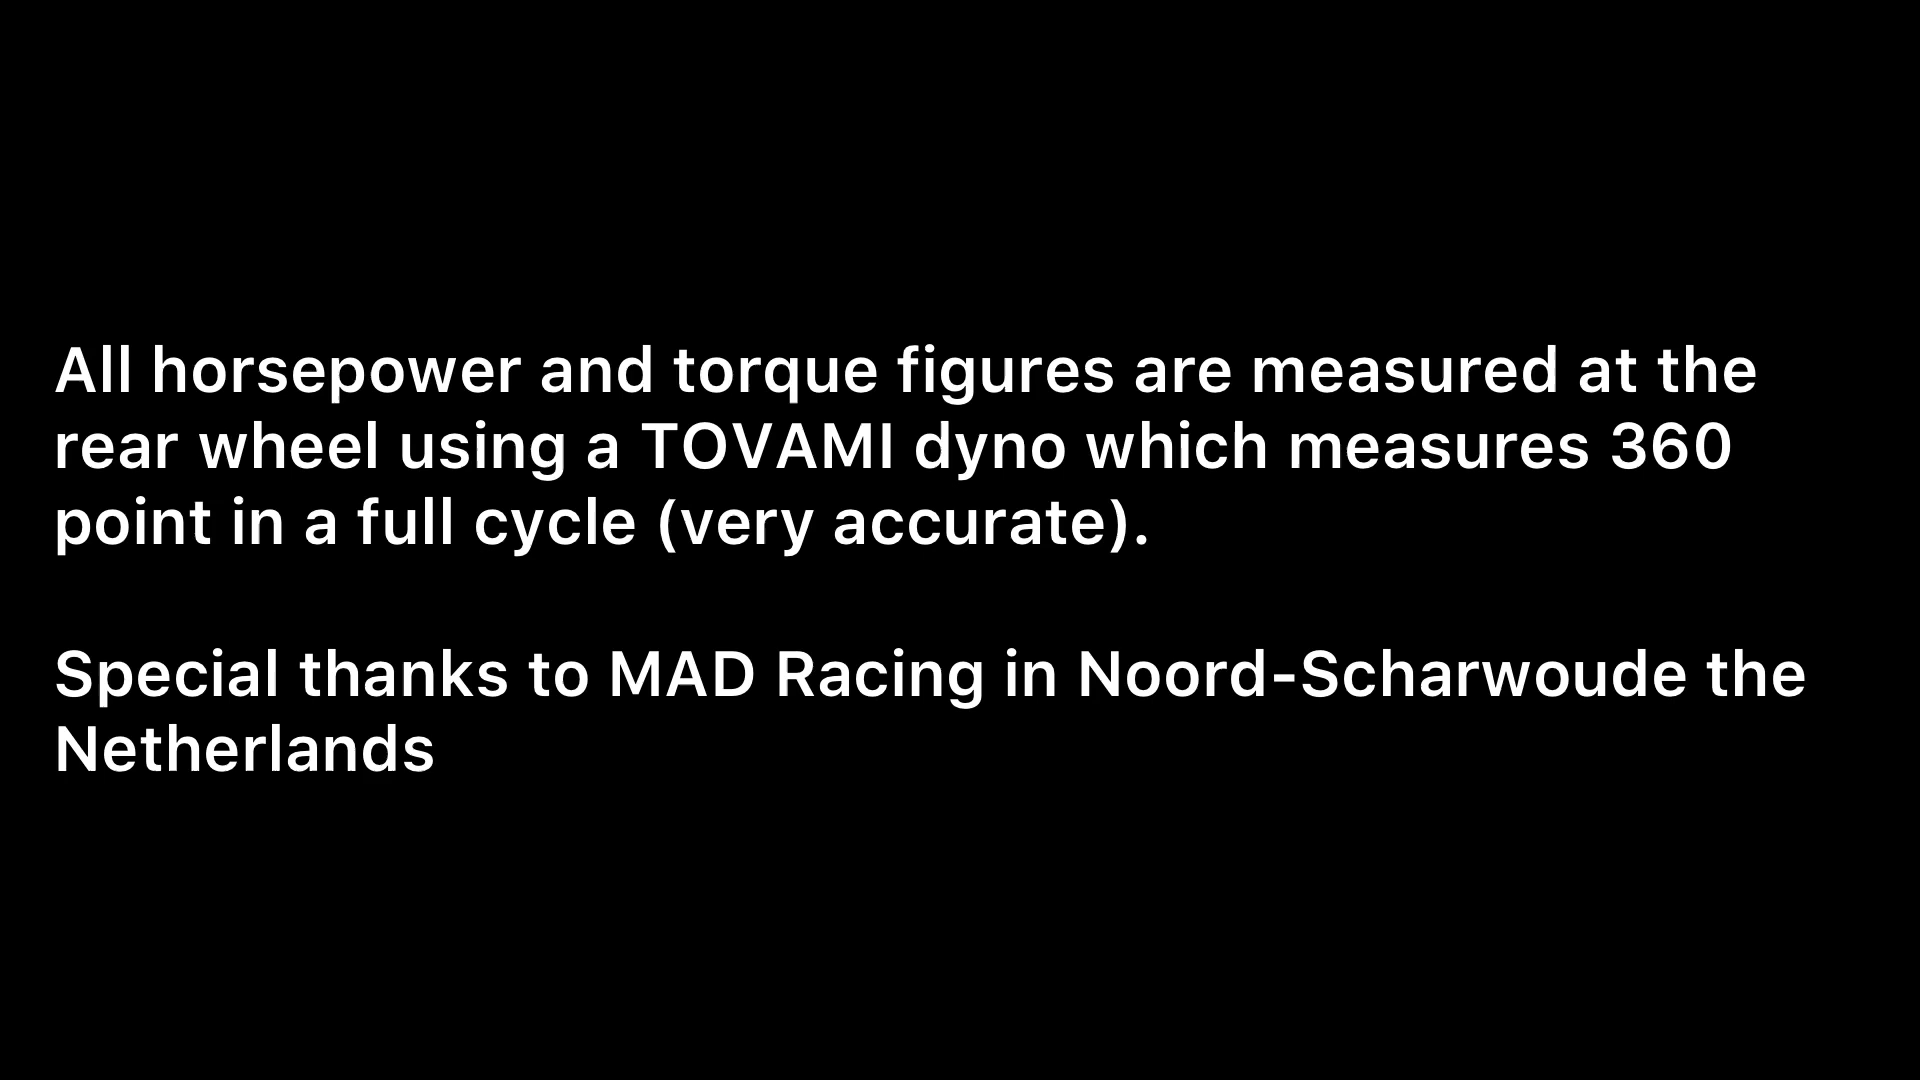 All horsepower and torque figures are measured at the
rear wheel using a TOVAMI dyno which measures 360
point in a full cycle (very accurate).
Special thanks to MAD Racing in Noord-Scharwoude the
Netherlands